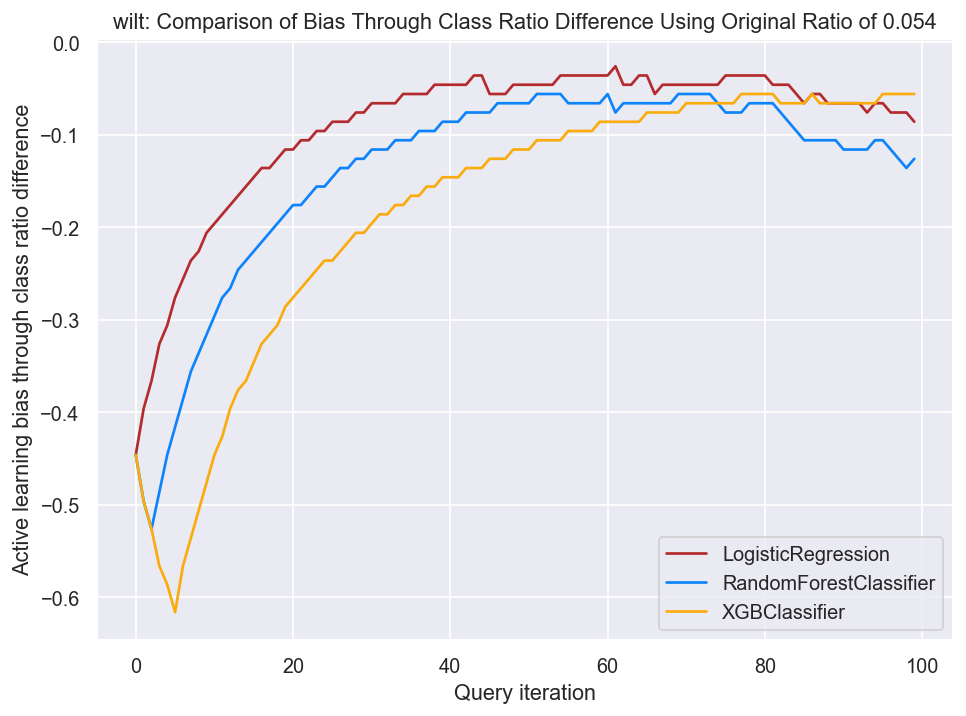 wilt: Comparison of Bias Through Class Ratio Difference Using Original Ratio of 0.054
Active learning bias through class ratio difference
0.0
−0.1
−0.2
−0.3
−0.4
−0.5
−0.6
LogisticRegression
RandomForestClassifier
XGBClassifier
0
20
40
60
80
100
Query iteration